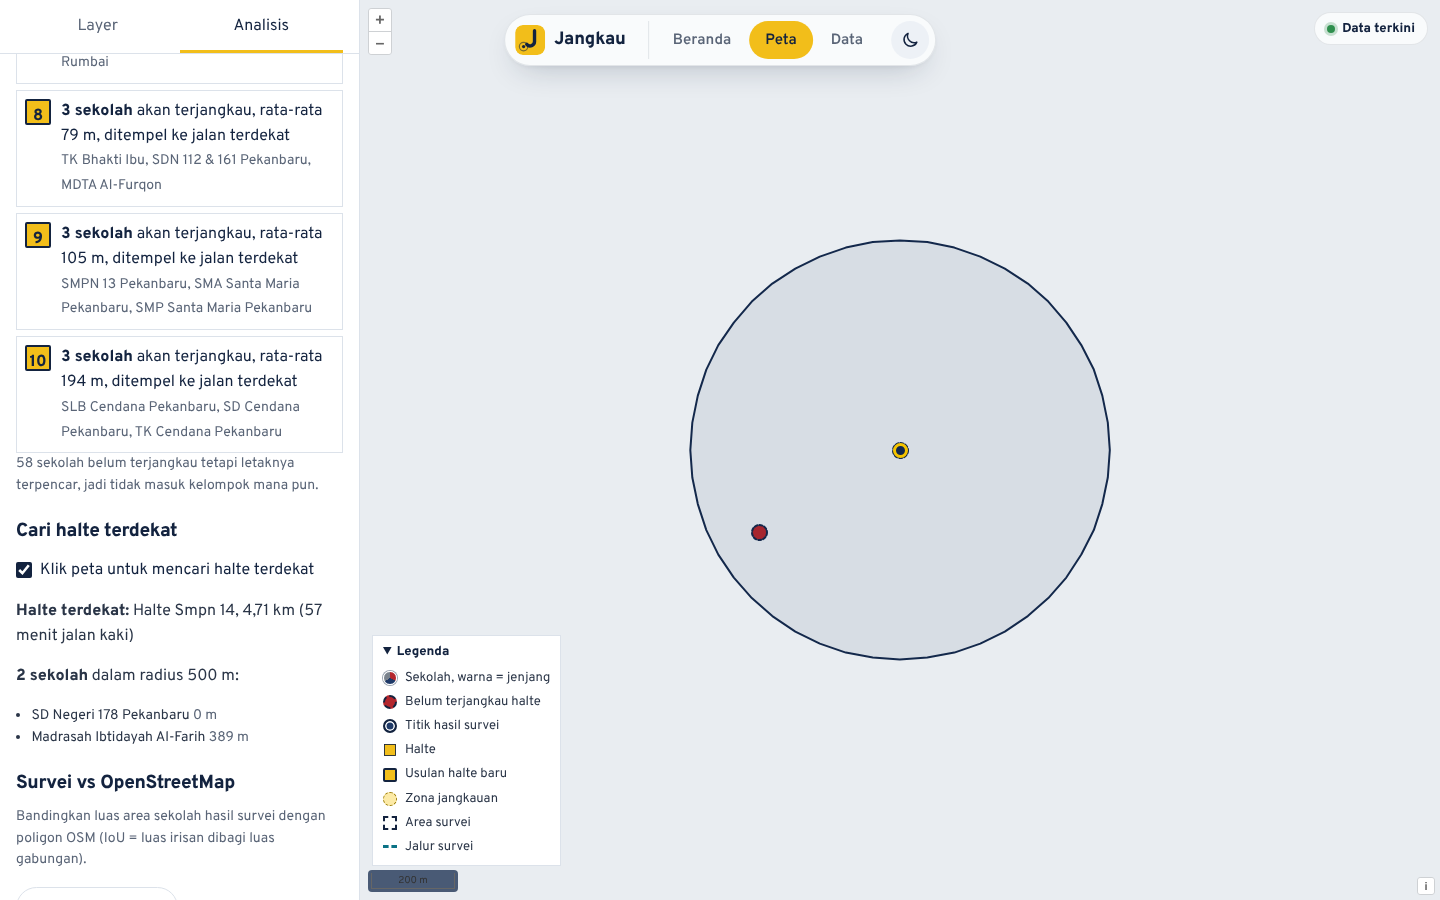 Layer
Analisis
Rumbai
8
3 sekolah akan terjangkau, rata-rata
79 m, ditempel ke jalan terdekat
TK Bhakti Ibu, SDN 112 & 161 Pekanbaru,
MDTA Al-Furqon
9
3 sekolah akan terjangkau, rata-rata
105 m, ditempel ke jalan terdekat
SMPN 13 Pekanbaru, SMA Santa Maria
Pekanbaru, SMP Santa Maria Pekanbaru
10
3 sekolah akan terjangkau, rata-rata
194 m, ditempel ke jalan terdekat
SLB Cendana Pekanbaru, SD Cendana
Pekanbaru, TK Cendana Pekanbaru
58 sekolah belum terjangkau tetapi letaknya
terpencar, jadi tidak masuk kelompok mana pun.
Cari halte terdekat
Klik peta untuk mencari halte terdekat
Halte terdekat: Halte Smpn 14, 4,71 km (57
menit jalan kaki)
2 sekolah dalam radius 500 m:
• SD Negeri 178 Pekanbaru 0 m
• Madrasah Ibtidayah Al-Farih 389 m
Survei vs OpenStreetMap
Bandingkan luas area sekolah hasil survei dengan
poligon OSM (IoU = luas irisan dibagi luas
gabungan).
+
−
J Jangkau
Beranda
Peta
Data
Data terkini
▼ Legenda
Sekolah, warna = jenjang
Belum terjangkau halte
Titik hasil survei
Halte
Usulan halte baru
Zona jangkauan
Area survei
Jalur survei
200 m
i